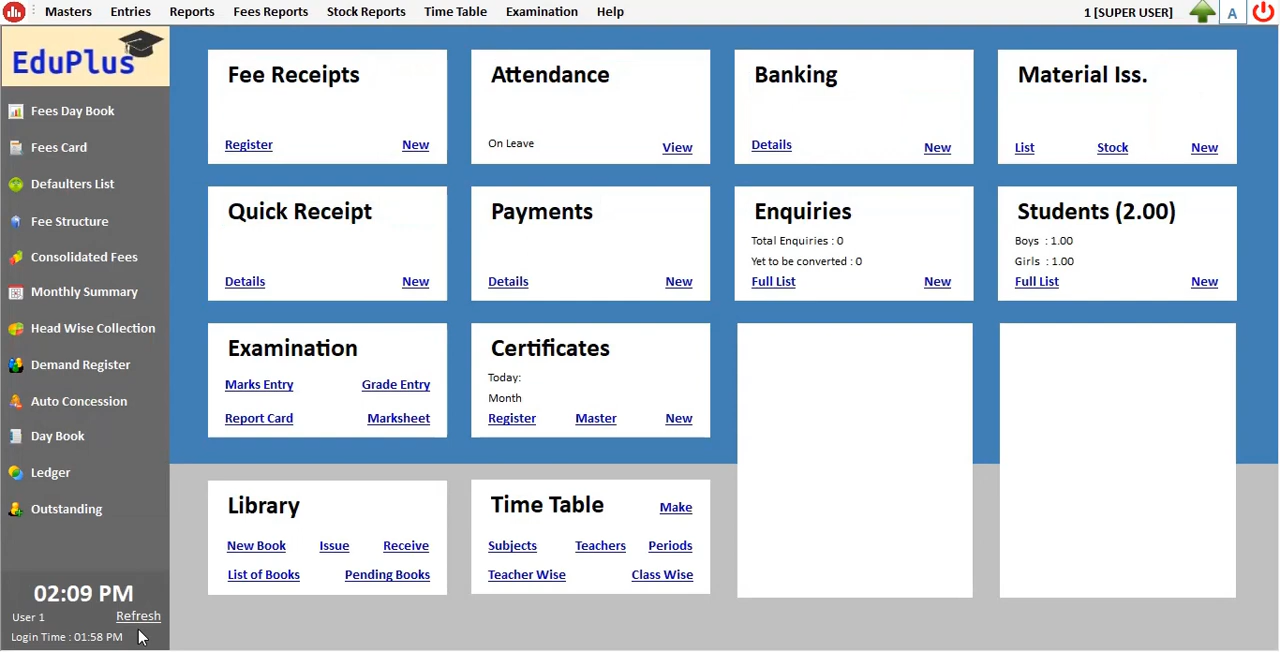 Masters Entries Reports Fees Reports Stock Reports Time Table Examination Help 1 [SUPER USER] A
EduPlus
Fees Day Book
Fees Card
Defaulters List
Fee Structure
Consolidated Fees
Monthly Summary
Head Wise Collection
Demand Register
Auto Concession
Day Book
Ledger
Outstanding
02:09 PM
User 1 Refresh
Login Time : 01:58 PM
Fee Receipts
Register New
Attendance
On Leave View
Banking
Details New
Material Iss.
List Stock New
Quick Receipt
Details New
Payments
Details New
Enquiries
Total Enquiries : 0
Yet to be converted : 0
Full List New
Students (2.00)
Boys : 1.00
Girls : 1.00
Full List New
Examination
Marks Entry Grade Entry
Report Card Marksheet
Certificates
Today:
Month
Register Master New
Library
New Book Issue Receive
List of Books Pending Books
Time Table Make
Subjects Teachers Periods
Teacher Wise Class Wise